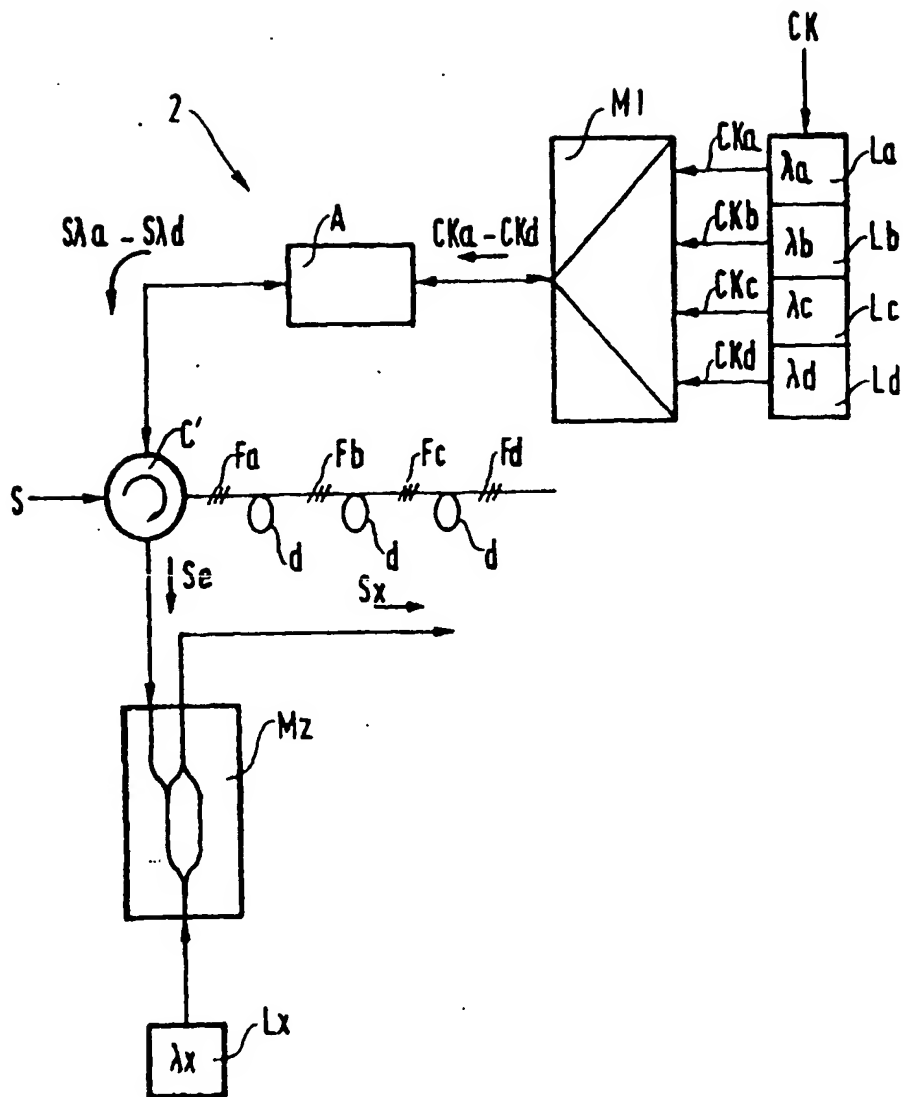 CK
2
M1
CKa
λa
La
Sλa - Sλd
A
CKa-CKd
CKb
λb
Lb
CKc
λc
Lc
CKd
λd
Ld
C'
Fa
Fb
Fc
Fd
S
d
d
d
Se
Sx
Mz
Lx
λx